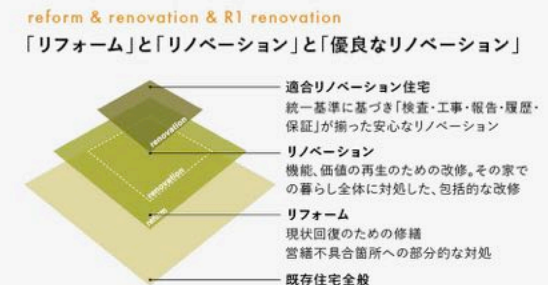 reform & renovation & R1 renovation
「リフォーム」と「リノベーション」と「優良なリノベーション」
適合リノベーション住宅
統一基準に基づき「検査・工事・報告・履歴・
保証」が揃った安心なリノベーション
renovation
リノベーション
機能、価値の再生のための改修。その家で
の暮らし全体に対処した、包括的な改修
renovation
リフォーム
現状回復のための修繕
営繕不具合箇所への部分的な対処
reform
既存住宅全般